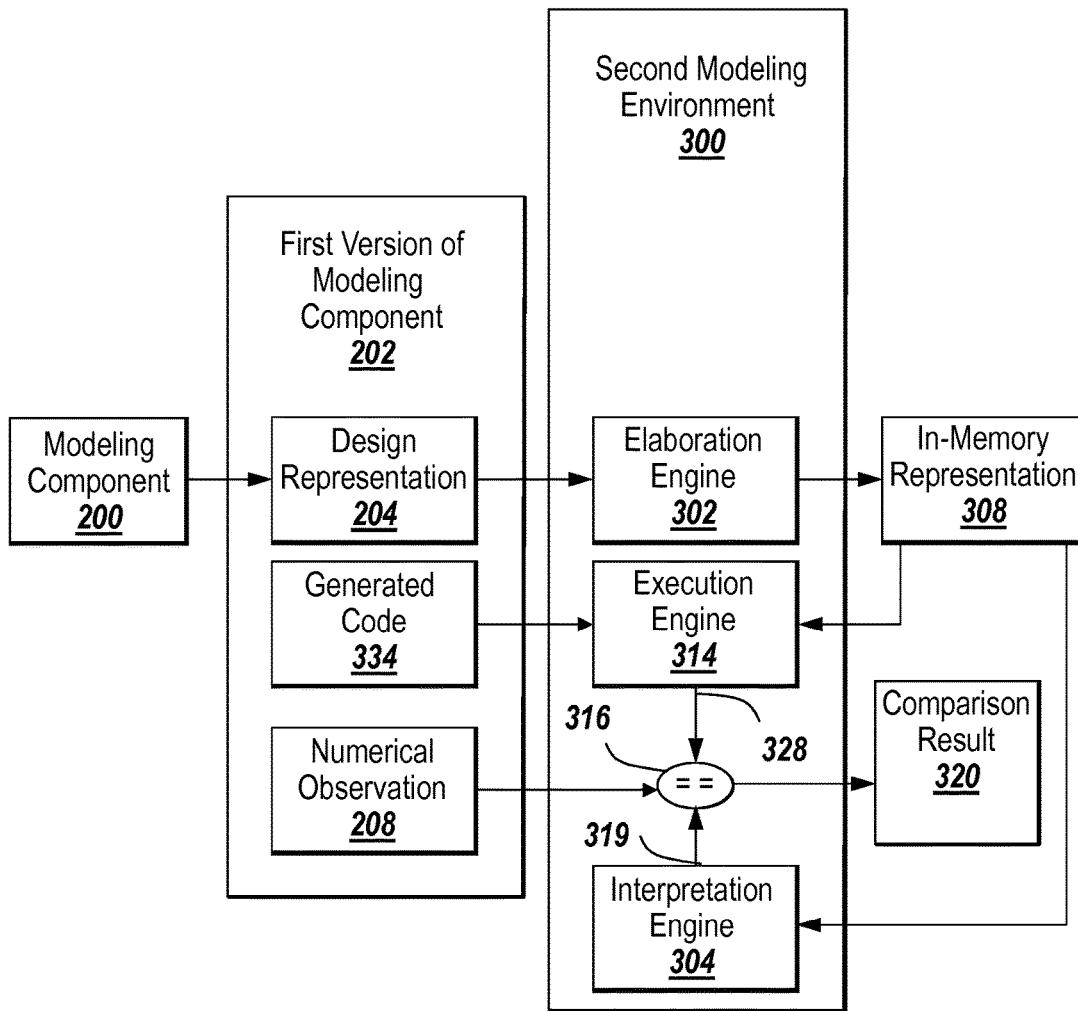 Second Modeling
Environment
300
First Version of
Modeling
Component
202
Modeling
Component
200
Design
Representation
204
Elaboration
Engine
302
In-Memory
Representation
308
Generated
Code
334
Execution
Engine
314
316
328
Comparison
Result
320
Numerical
Observation
208
= =
319
Interpretation
Engine
304